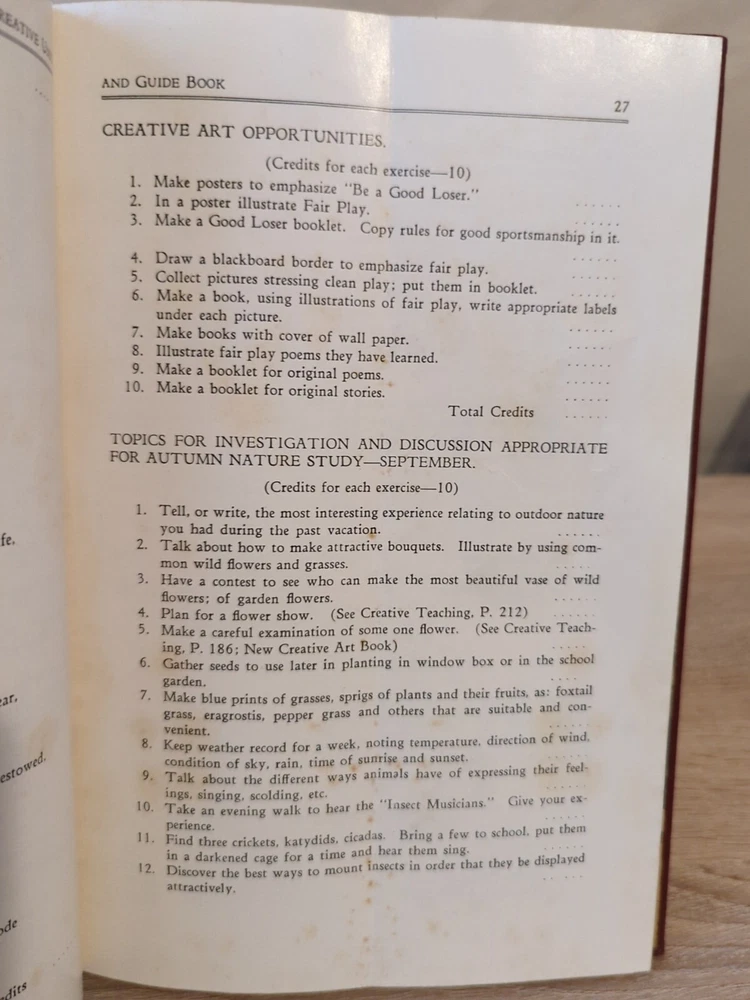 AND GUIDE BOOK
27
CREATIVE ART OPPORTUNITIES.
(Credits for each exercise—10)
1. Make posters to emphasize "Be a Good Loser." ......
2. In a poster illustrate Fair Play. ......
3. Make a Good Loser booklet. Copy rules for good sportsmanship in it.
......
4. Draw a blackboard border to emphasize fair play. ......
5. Collect pictures stressing clean play; put them in booklet. ......
6. Make a book, using illustrations of fair play, write appropriate labels
under each picture. ......
7. Make books with cover of wall paper. ......
8. Illustrate fair play poems they have learned. ......
9. Make a booklet for original poems. ......
10. Make a booklet for original stories. ......
Total Credits ......
TOPICS FOR INVESTIGATION AND DISCUSSION APPROPRIATE
FOR AUTUMN NATURE STUDY—SEPTEMBER.
(Credits for each exercise—10)
1. Tell, or write, the most interesting experience relating to outdoor nature
you had during the past vacation. ......
2. Talk about how to make attractive bouquets. Illustrate by using com-
mon wild flowers and grasses. .....
3. Have a contest to see who can make the most beautiful vase of wild
flowers; of garden flowers. ......
4. Plan for a flower show. (See Creative Teaching, P. 212) ......
5. Make a careful examination of some one flower. (See Creative Teach-
ing, P. 186; New Creative Art Book) .....
6. Gather seeds to use later in planting in window box or in the school
garden. ....
7. Make blue prints of grasses, sprigs of plants and their fruits, as: foxtail
grass, eragrostis, pepper grass and others that are suitable and con-
venient. ......
8. Keep weather record for a week, noting temperature, direction of wind,
condition of sky, rain, time of sunrise and sunset. ......
9. Talk about the different ways animals have of expressing their feel-
ings, singing, scolding, etc. ......
10. Take an evening walk to hear the "Insect Musicians." Give your ex-
perience. ......
11. Find three crickets, katydids, cicadas. Bring a few to school, put them
in a darkened cage for a time and hear them sing. ......
12. Discover the best ways to mount insects in order that they be displayed
attractively. ......
fe,
ar,
estowed.
ode
dits